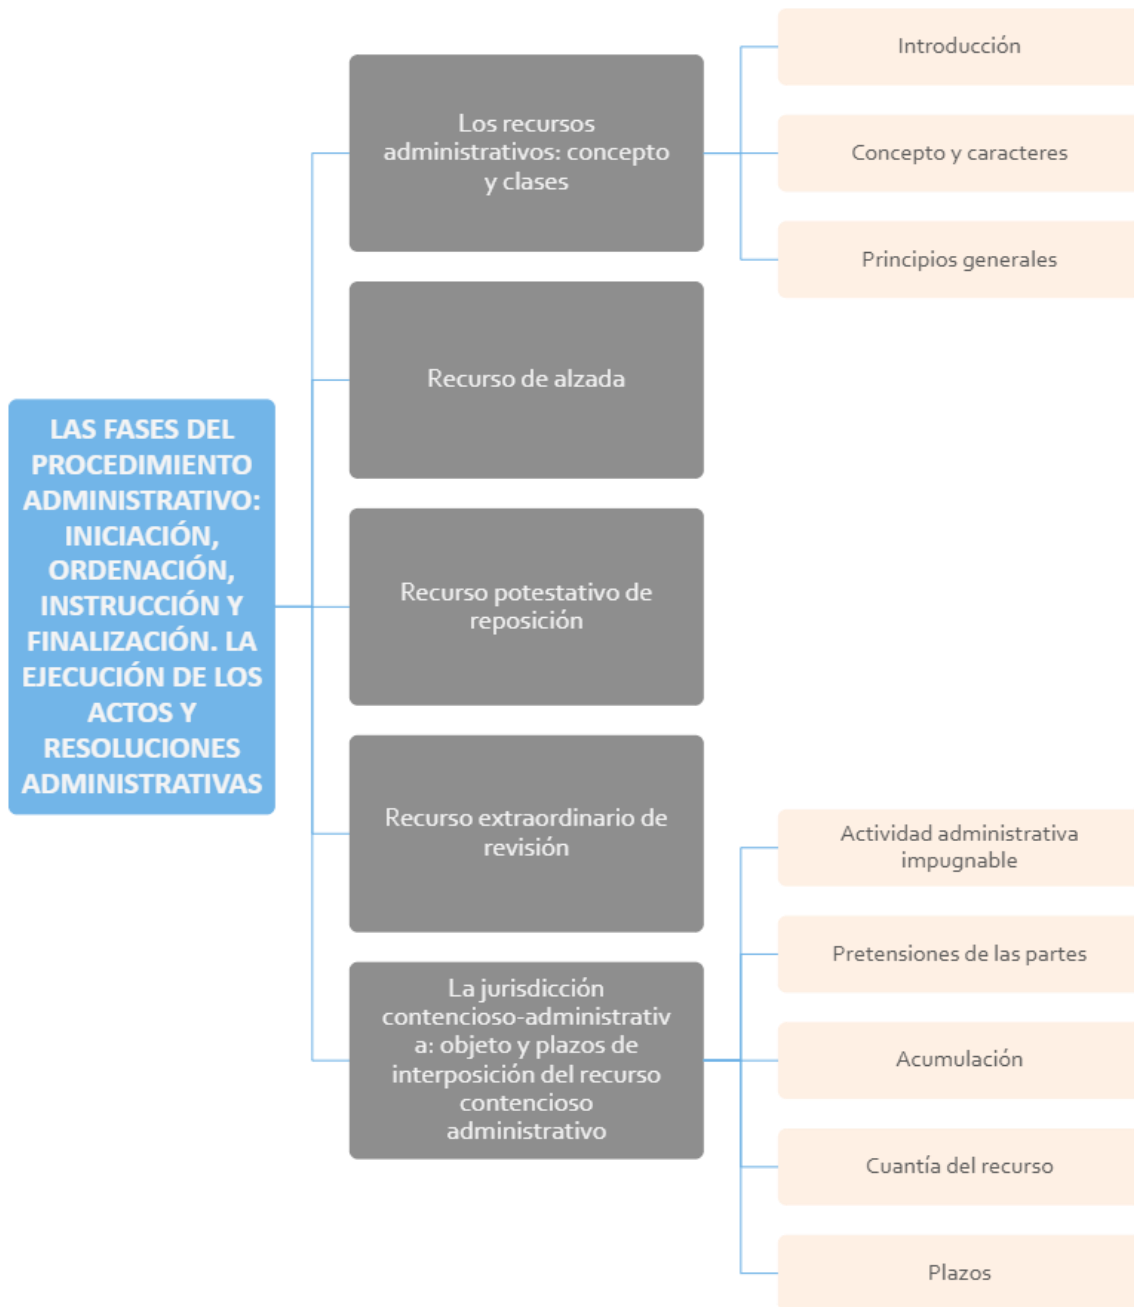 LAS FASES DEL
PROCEDIMIENTO
ADMINISTRATIVO:
INICIACIÓN,
ORDENACIÓN,
INSTRUCCIÓN Y
FINALIZACIÓN. LA
EJECUCIÓN DE LOS
ACTOS Y
RESOLUCIONES
ADMINISTRATIVAS
Los recursos
administrativos: concepto
y clases
Introducción
Concepto y caracteres
Principios generales
Recurso de alzada
Recurso potestativo de
reposición
Recurso extraordinario de
revisión
La jurisdicción
contencioso-administrativ
a: objeto y plazos de
interposición del recurso
contencioso
administrativo
Actividad administrativa
impugnable
Pretensiones de las partes
Acumulación
Cuantía del recurso
Plazos